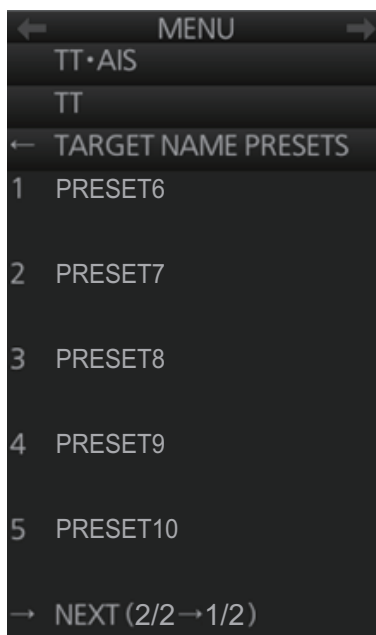 ← MENU →
TT・AIS
TT
← TARGET NAME PRESETS
1 PRESET6
2 PRESET7
3 PRESET8
4 PRESET9
5 PRESET10
→ NEXT (2/2→1/2)